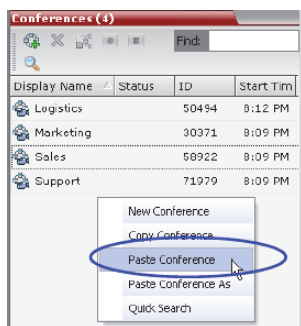 Conferences (4)
Find:
Display Name Status ID Start Tim
Logistics 50494 8:12 PM
Marketing 30371 8:09 PM
Sales 58922 8:09 PM
Support 71979 8:09 PM
New Conference
Copy Conference
Paste Conference
Paste Conference As
Quick Search